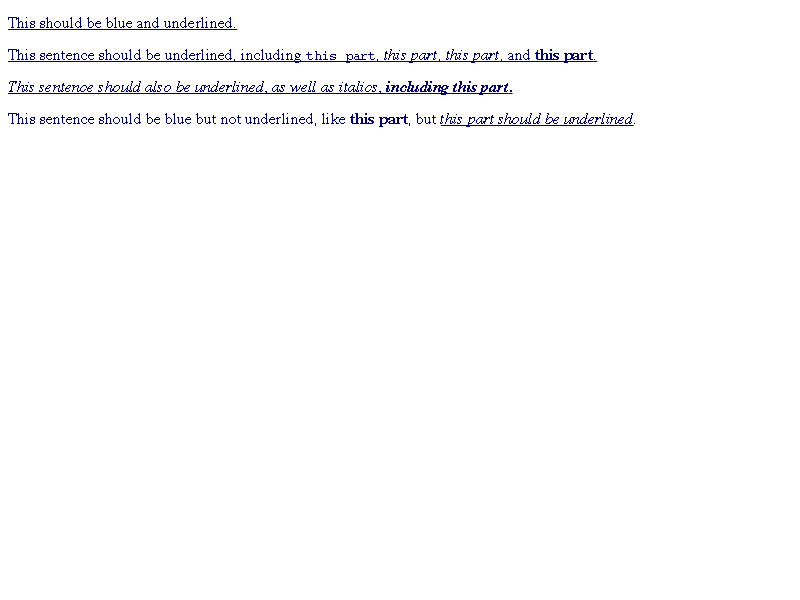 This should be blue and underlined.
This sentence should be underlined, including this part, this part, this part, and this part.
This sentence should also be underlined, as well as italics, including this part.
This sentence should be blue but not underlined, like this part, but this part should be underlined.